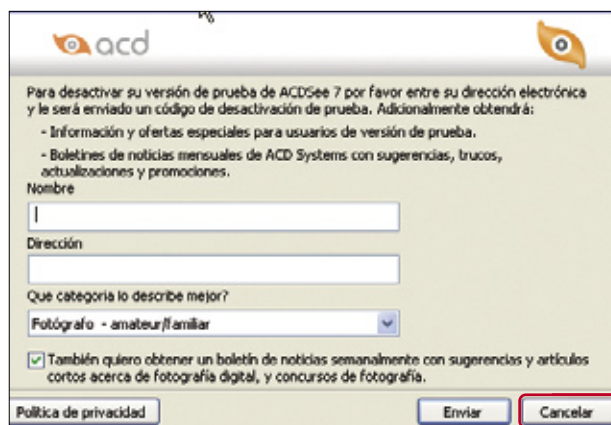 acd
Para desactivar su versión de prueba de ACDSee 7 por favor entre su dirección electrónica
y le será enviado un código de desactivación de prueba. Adicionalmente obtendrá:
- Información y ofertas especiales para usuarios de versión de prueba.
- Boletines de noticias mensuales de ACD Systems con sugerencias, trucos,
actualizaciones y promociones.
Nombre
Dirección
Que categoria lo describe mejor?
Fotógrafo - amateur/familiar
También quiero obtener un boletín de noticias semanalmente con sugerencias y artículos
cortos acerca de fotografía digital, y concursos de fotografía.
Política de privacidad
Enviar
Cancelar